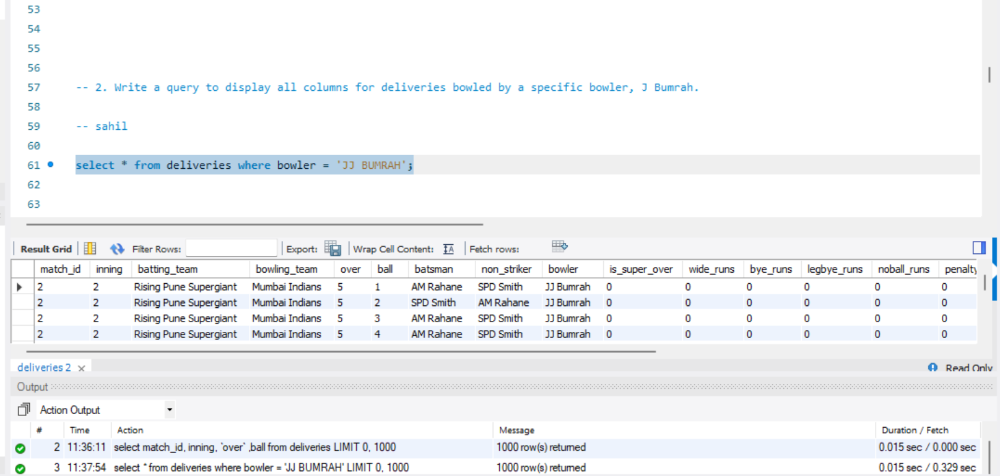 53
54
55
56
57 -- 2. Write a query to display all columns for deliveries bowled by a specific bowler, J Bumrah.
58
59 -- sahil
60
61 select * from deliveries where bowler = 'JJ BUMRAH';
62
63
Result Grid Filter Rows: Export: Wrap Cell Content: IA Fetch rows:
match_id inning batting_team bowling_team over ball batsman non_striker bowler is_super_over wide_runs bye_runs legbye_runs noball_runs penalty
2 2 Rising Pune Supergiant Mumbai Indians 5 1 AM Rahane SPD Smith JJ Bumrah 0 0 0 0 0 0
2 2 Rising Pune Supergiant Mumbai Indians 5 2 SPD Smith AM Rahane JJ Bumrah 0 0 0 0 0 0
2 2 Rising Pune Supergiant Mumbai Indians 5 3 AM Rahane SPD Smith JJ Bumrah 0 0 0 0 0 0
2 2 Rising Pune Supergiant Mumbai Indians 5 4 AM Rahane SPD Smith JJ Bumrah 0 0 0 0 0 0
deliveries 2 Read Only
Output
Action Output
# Time Action Message Duration / Fetch
2 11:36:11 select match_id, inning, `over` ,ball from deliveries LIMIT 0, 1000 1000 row(s) returned 0.015 sec / 0.000 sec
3 11:37:54 select * from deliveries where bowler = 'JJ BUMRAH' LIMIT 0, 1000 1000 row(s) returned 0.015 sec / 0.329 sec